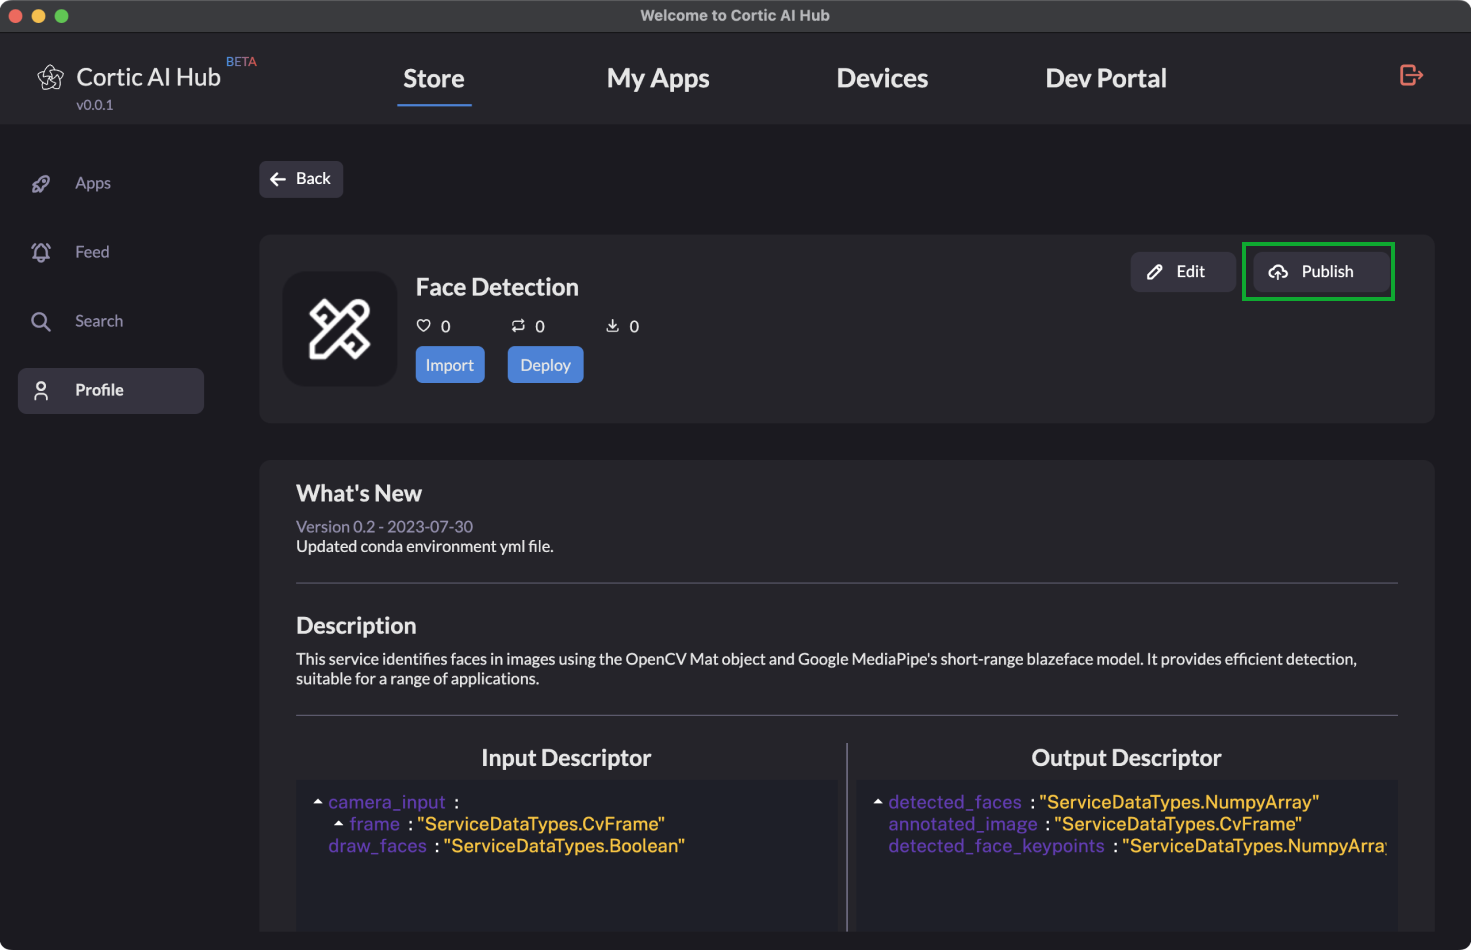 Welcome to Cortic AI Hub
Cortic AI Hub BETA
v0.0.1
Store
My Apps
Devices
Dev Portal
Apps
Feed
Search
Profile
Back
Edit
Publish
Face Detection
0 0 0
Import
Deploy
What's New
Version 0.2 - 2023-07-30
Updated conda environment yml file.
Description
This service identifies faces in images using the OpenCV Mat object and Google MediaPipe's short-range blazeface model. It provides efficient detection,
suitable for a range of applications.
Input Descriptor
camera_input :
frame : "ServiceDataTypes.CvFrame"
draw_faces : "ServiceDataTypes.Boolean"
Output Descriptor
detected_faces : "ServiceDataTypes.NumpyArray"
annotated_image : "ServiceDataTypes.CvFrame"
detected_face_keypoints : "ServiceDataTypes.NumpyArra